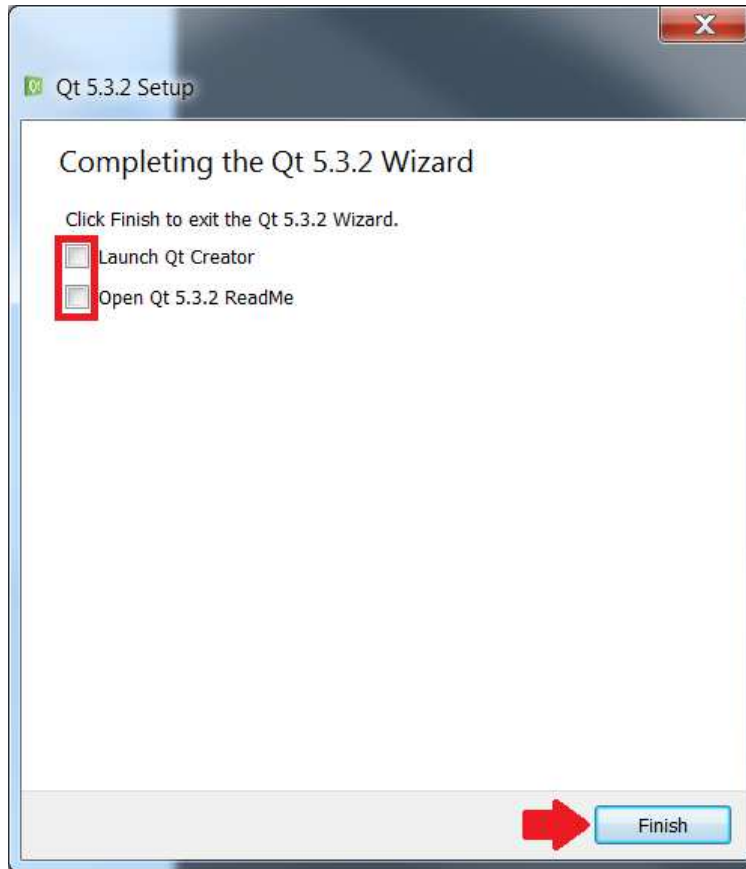 Qt 5.3.2 Setup
Completing the Qt 5.3.2 Wizard
Click Finish to exit the Qt 5.3.2 Wizard.
Launch Qt Creator
Open Qt 5.3.2 ReadMe
Finish